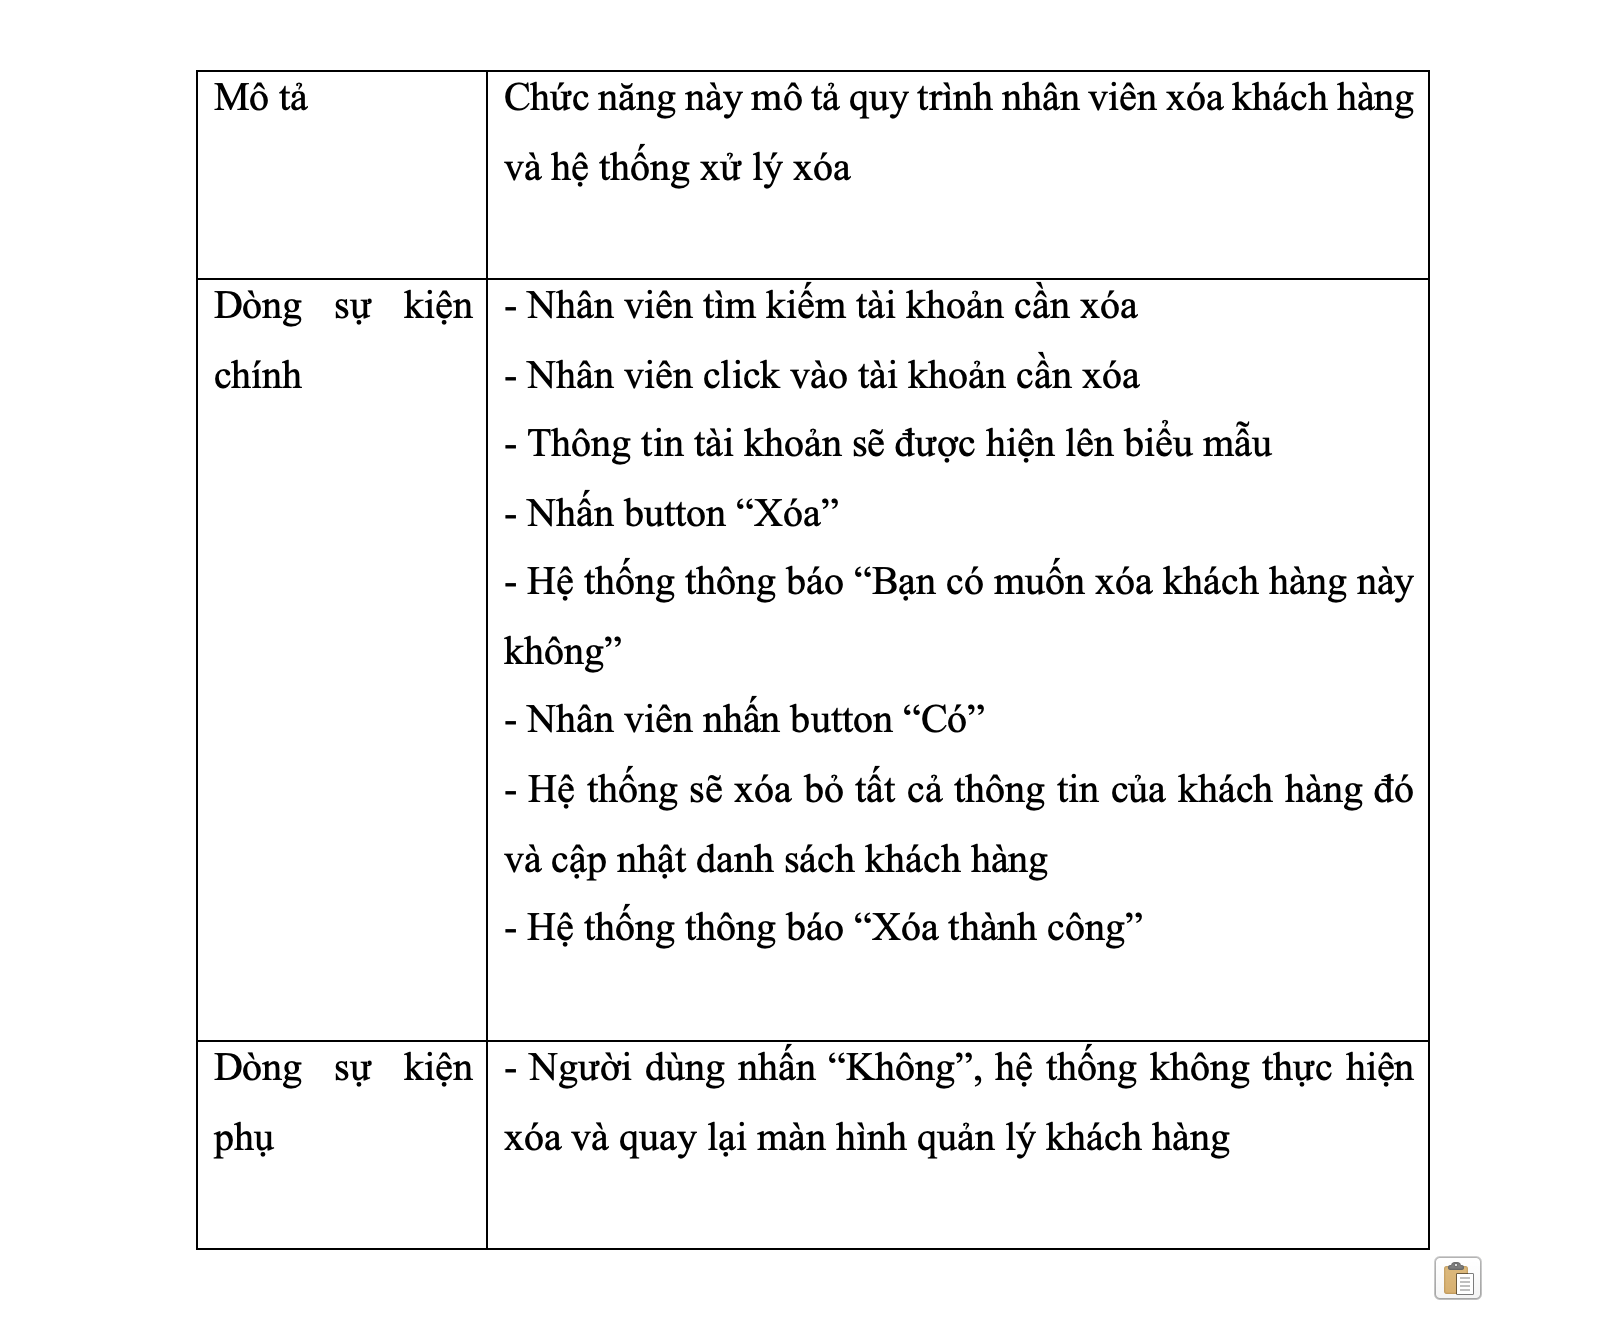 Mô tả
Chức năng này mô tả quy trình nhân viên xóa khách hàng
và hệ thống xử lý xóa
Dòng sự kiện
chính
- Nhân viên tìm kiếm tài khoản cần xóa
- Nhân viên click vào tài khoản cần xóa
- Thông tin tài khoản sẽ được hiện lên biểu mẫu
- Nhấn button “Xóa”
- Hệ thống thông báo “Bạn có muốn xóa khách hàng này
không”
- Nhân viên nhấn button “Có”
- Hệ thống sẽ xóa bỏ tất cả thông tin của khách hàng đó
và cập nhật danh sách khách hàng
- Hệ thống thông báo “Xóa thành công”
Dòng sự kiện
phụ
- Người dùng nhấn “Không”, hệ thống không thực hiện
xóa và quay lại màn hình quản lý khách hàng